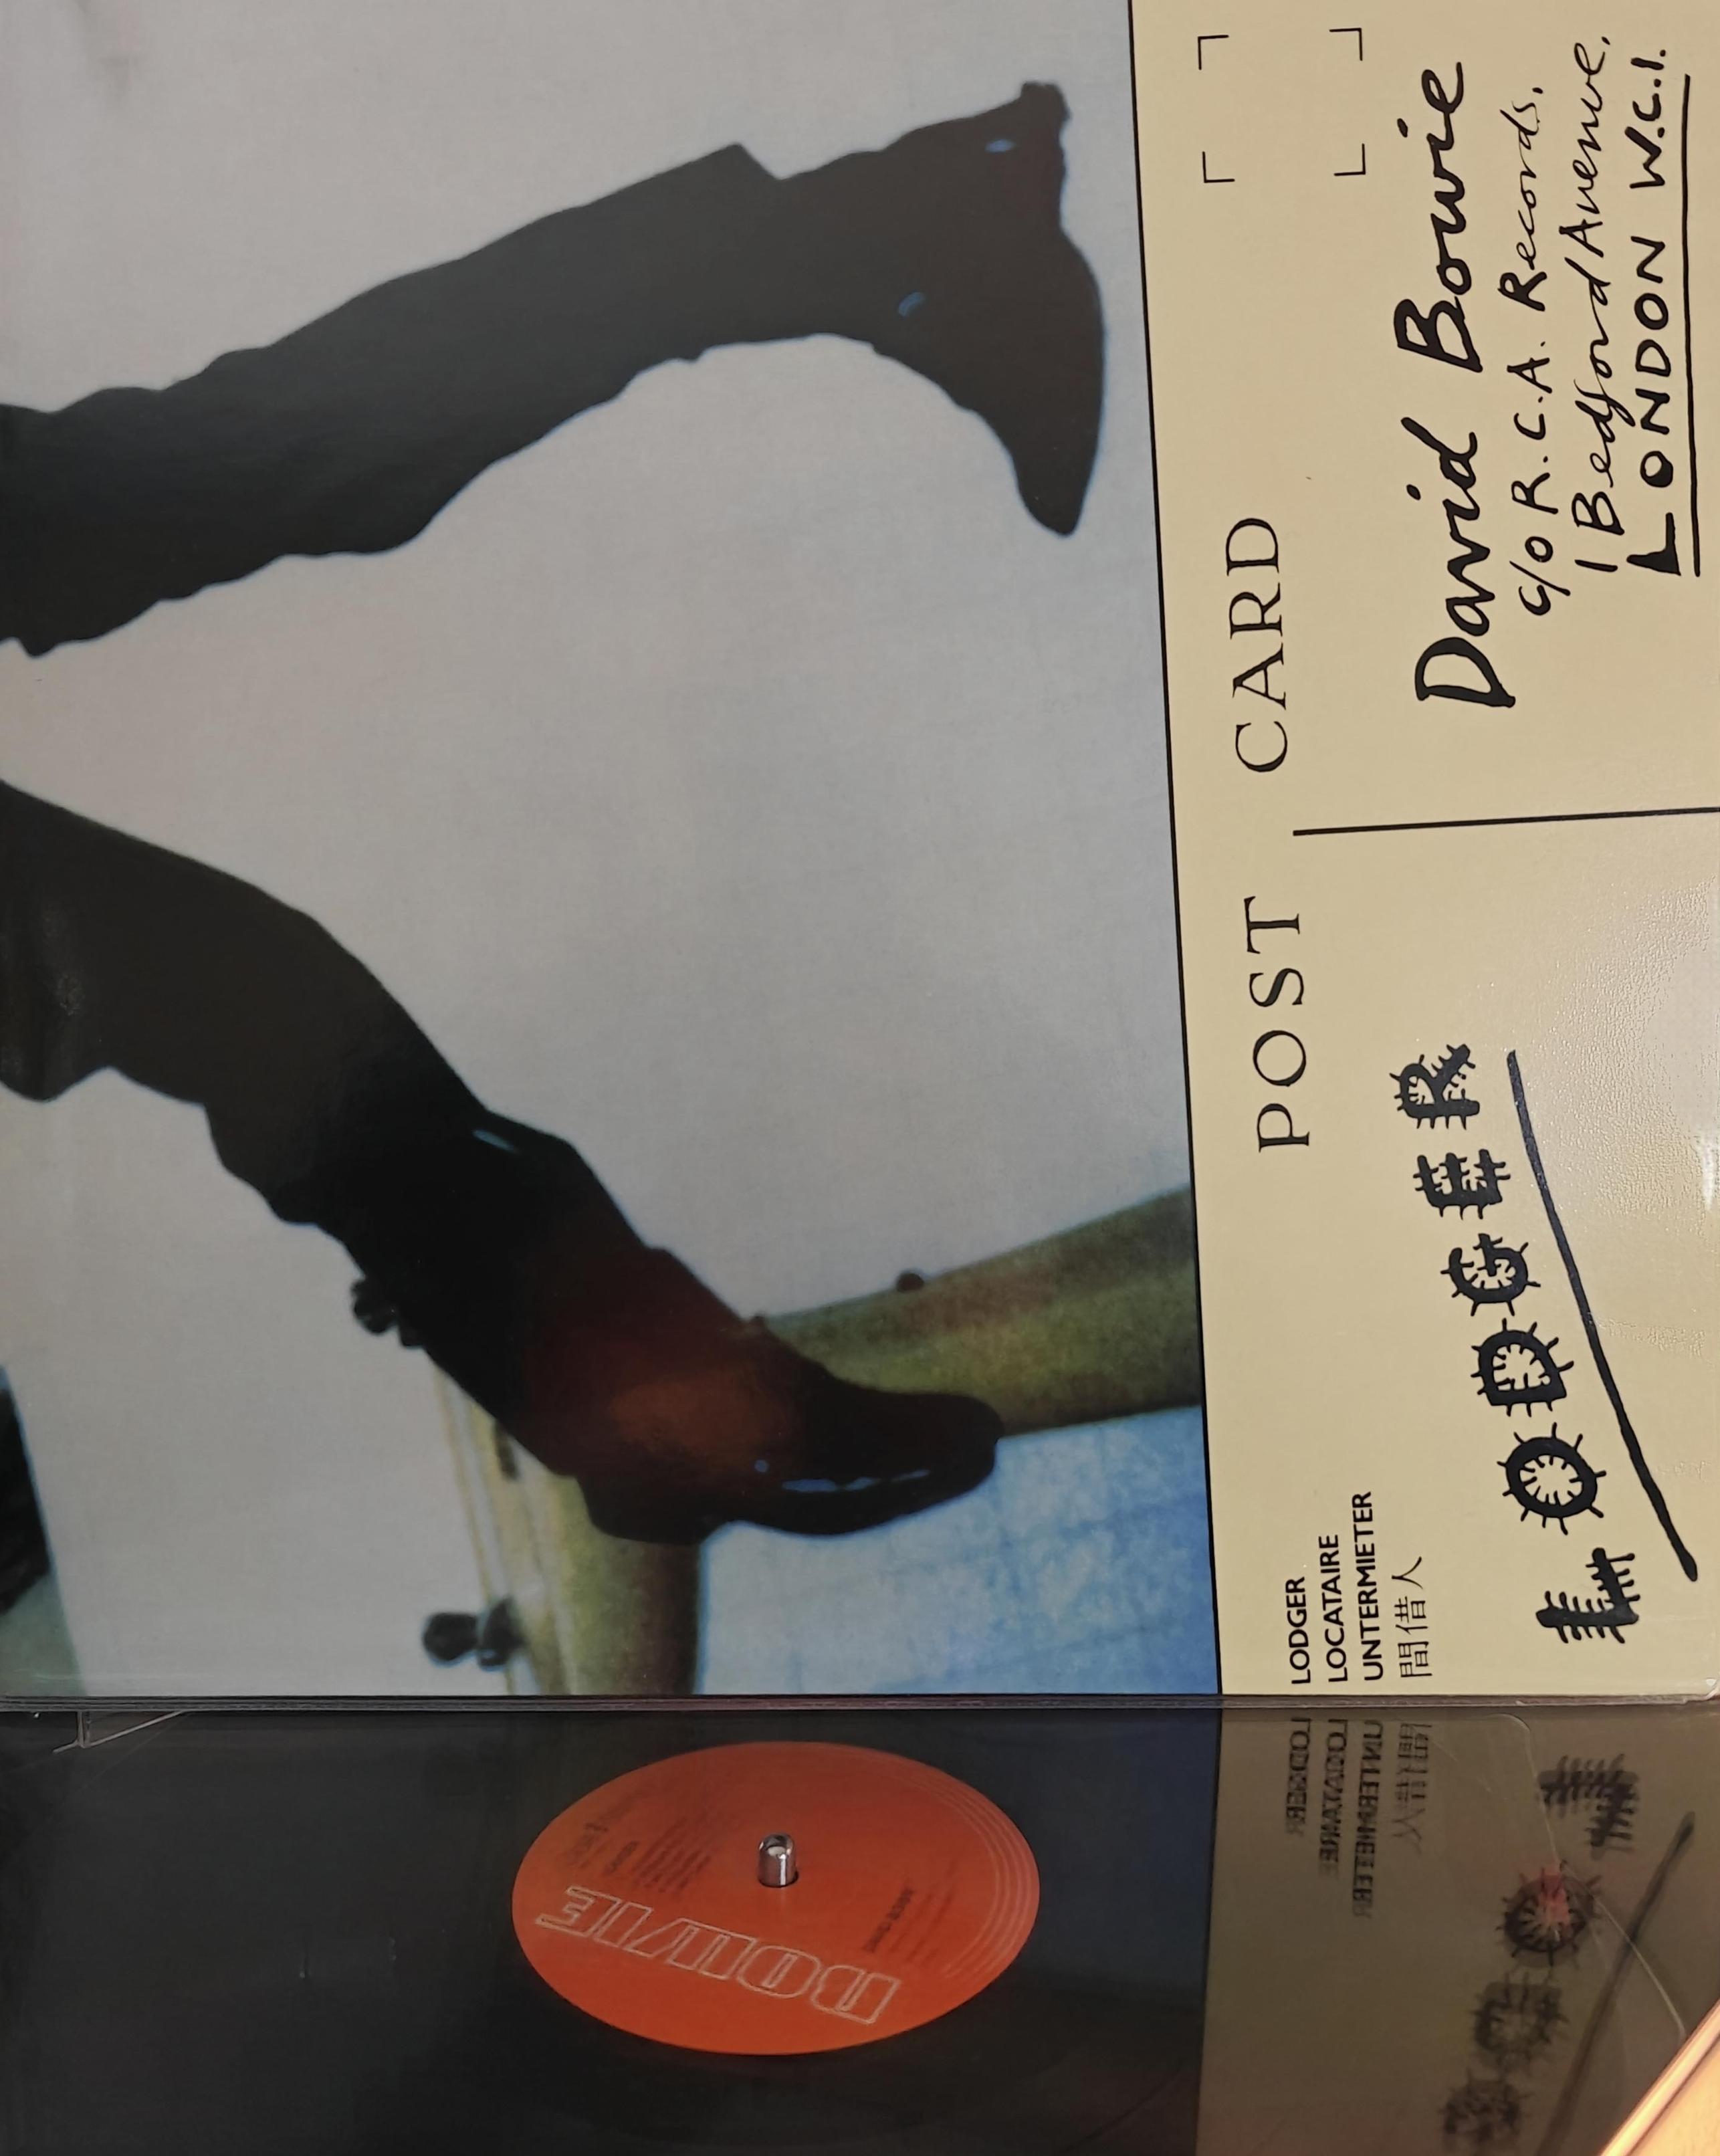 POST CARD
LODGER
LOCATAIRE
UNTERMIETER
間借人
LODGER
David Bowie
c/o R.C.A. Records,
1 Bedford Avenue,
LONDON W.C.1.
BOWIE